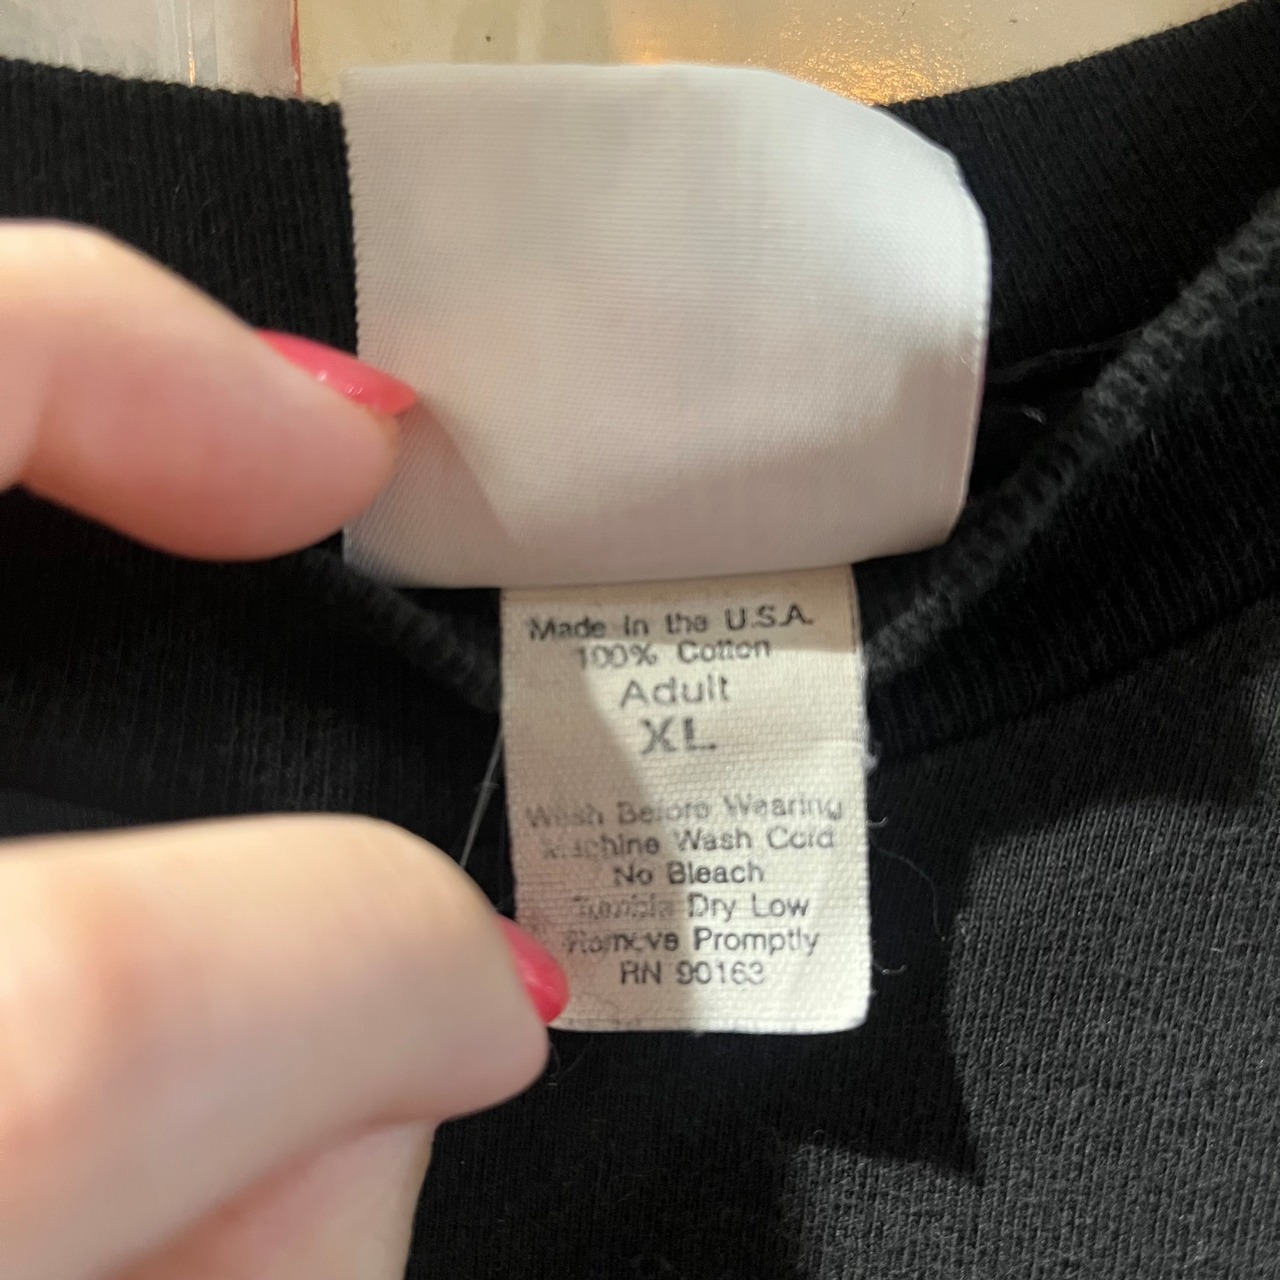 Made in the U.S.A.
100% Cotton
Adult
XL
Wash Before Wearing
Machine Wash Cold
No Bleach
Tumble Dry Low
Remove Promptly
RN 90163